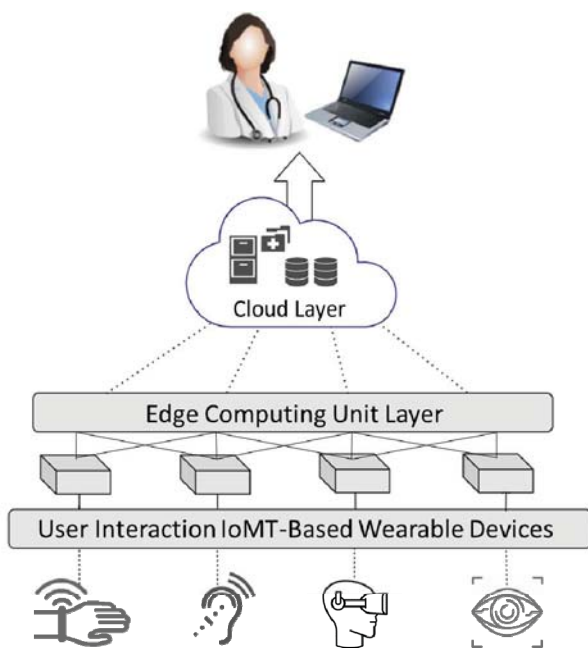 Cloud Layer
Edge Computing Unit Layer
User Interaction IoMT-Based Wearable Devices